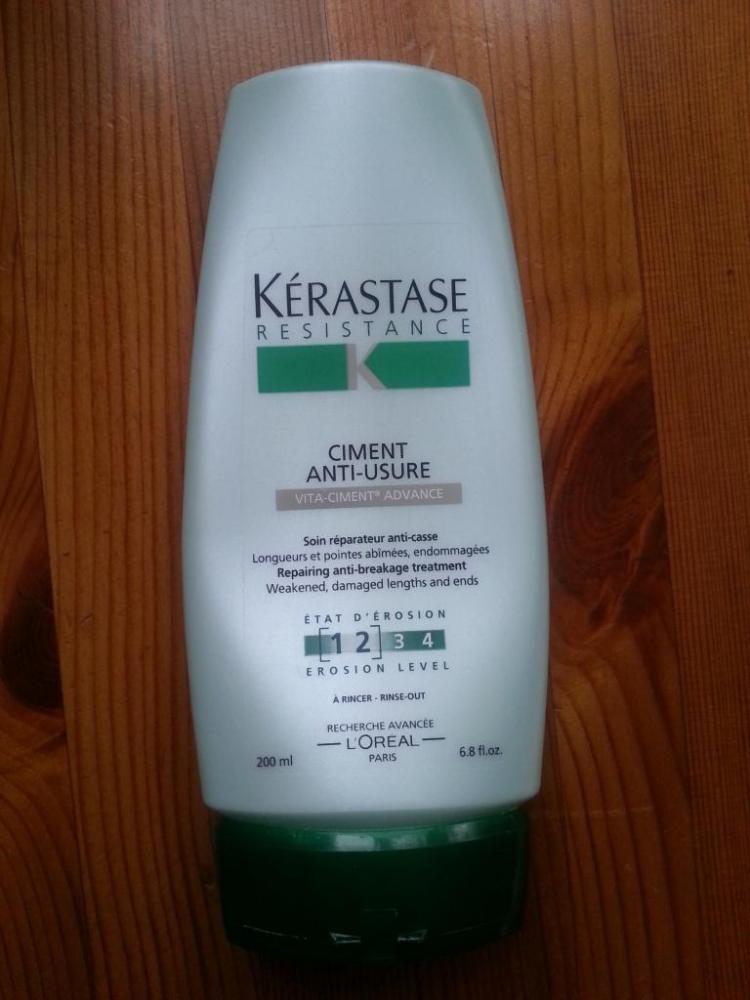 KÉRASTASE
RESISTANCE
K
CIMENT
ANTI-USURE
VITA-CIMENT® ADVANCE
Soin réparateur anti-casse
Longueurs et pointes abîmées, endommagées
Repairing anti-breakage treatment
Weakened, damaged lengths and ends
ÉTAT D'ÉROSION
[1 2] 3 4
EROSION LEVEL
À RINCER - RINSE-OUT
RECHERCHE AVANCÉE
L'ORÉAL
PARIS
200 ml
6.8 fl.oz.